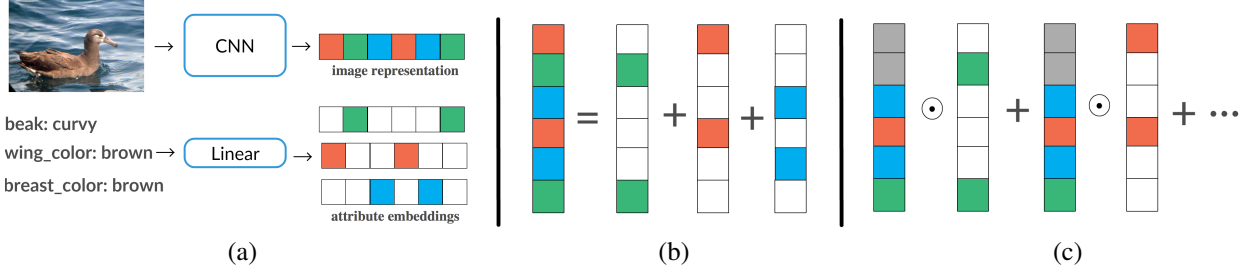 CNN
image representation
beak: curvy
wing_color: brown
Linear
breast_color: brown
attribute embeddings
= + +
⊙ + ⊙ + ···
(a) (b) (c)